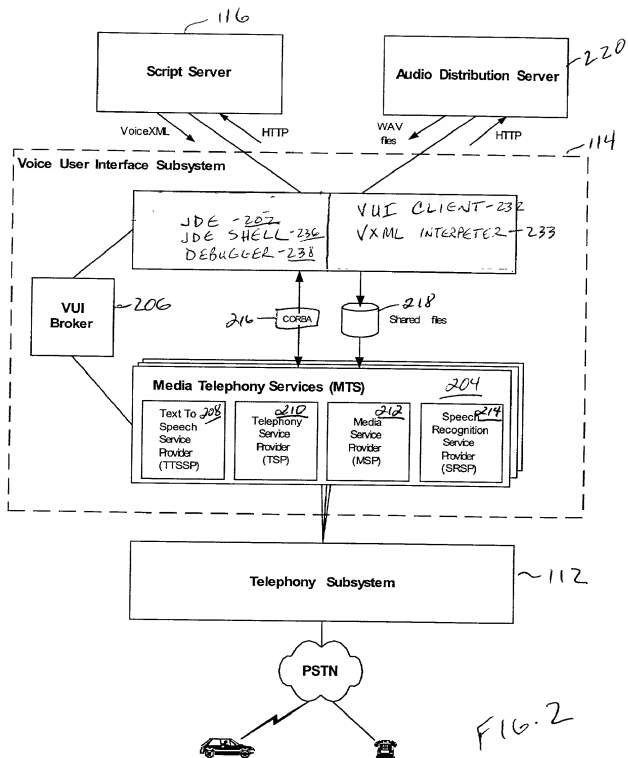 116
Script Server
220
Audio Distribution Server
VoiceXML
HTTP
WAV
files
HTTP
114
Voice User Interface Subsystem
JDE - 202
JDE SHELL - 236
DEBUGGER - 238
VUI CLIENT - 232
VXML INTERPETER - 233
VUI
Broker
206
216
CORBA
218
Shared files
Media Telephony Services (MTS)
204
Text To 208
Speech
Service
Provider
(TTSSP)
210
Telephony
Service
Provider
(TSP)
212
Media
Service
Provider
(MSP)
214
Speech
Recognition
Service
Provider
(SRSP)
Telephony Subsystem
112
PSTN
FIG. 2